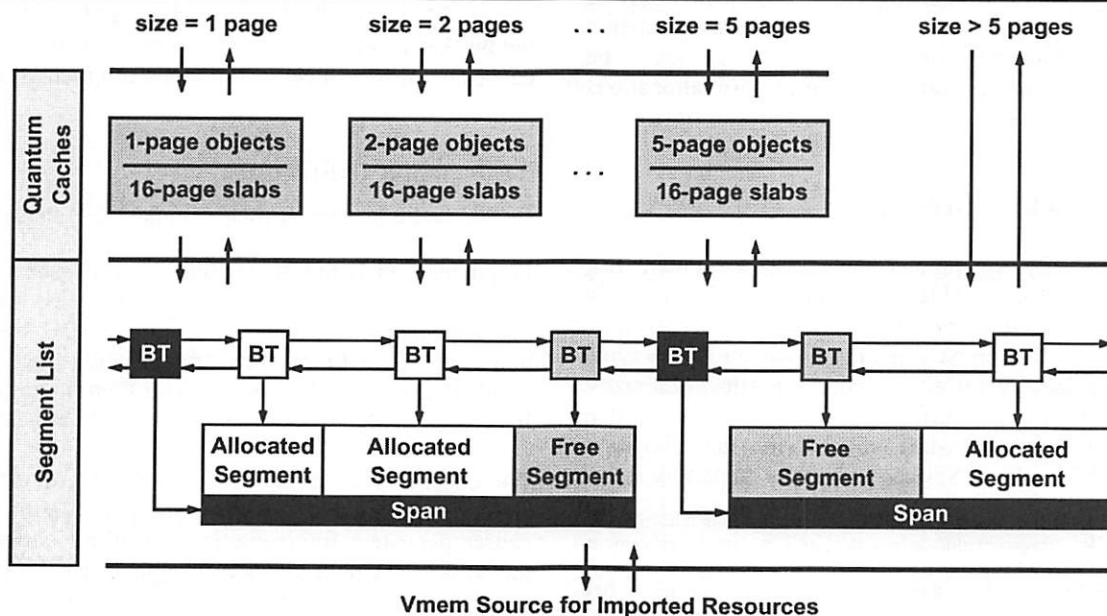 size = 1 page
size = 2 pages
. . .
size = 5 pages
size > 5 pages
Quantum
Caches
1-page objects
16-page slabs
2-page objects
16-page slabs
. . .
5-page objects
16-page slabs
Segment List
BT
BT
BT
BT
BT
BT
BT
Allocated
Segment
Allocated
Segment
Free
Segment
Span
Free
Segment
Allocated
Segment
Span
Vmem Source for Imported Resources